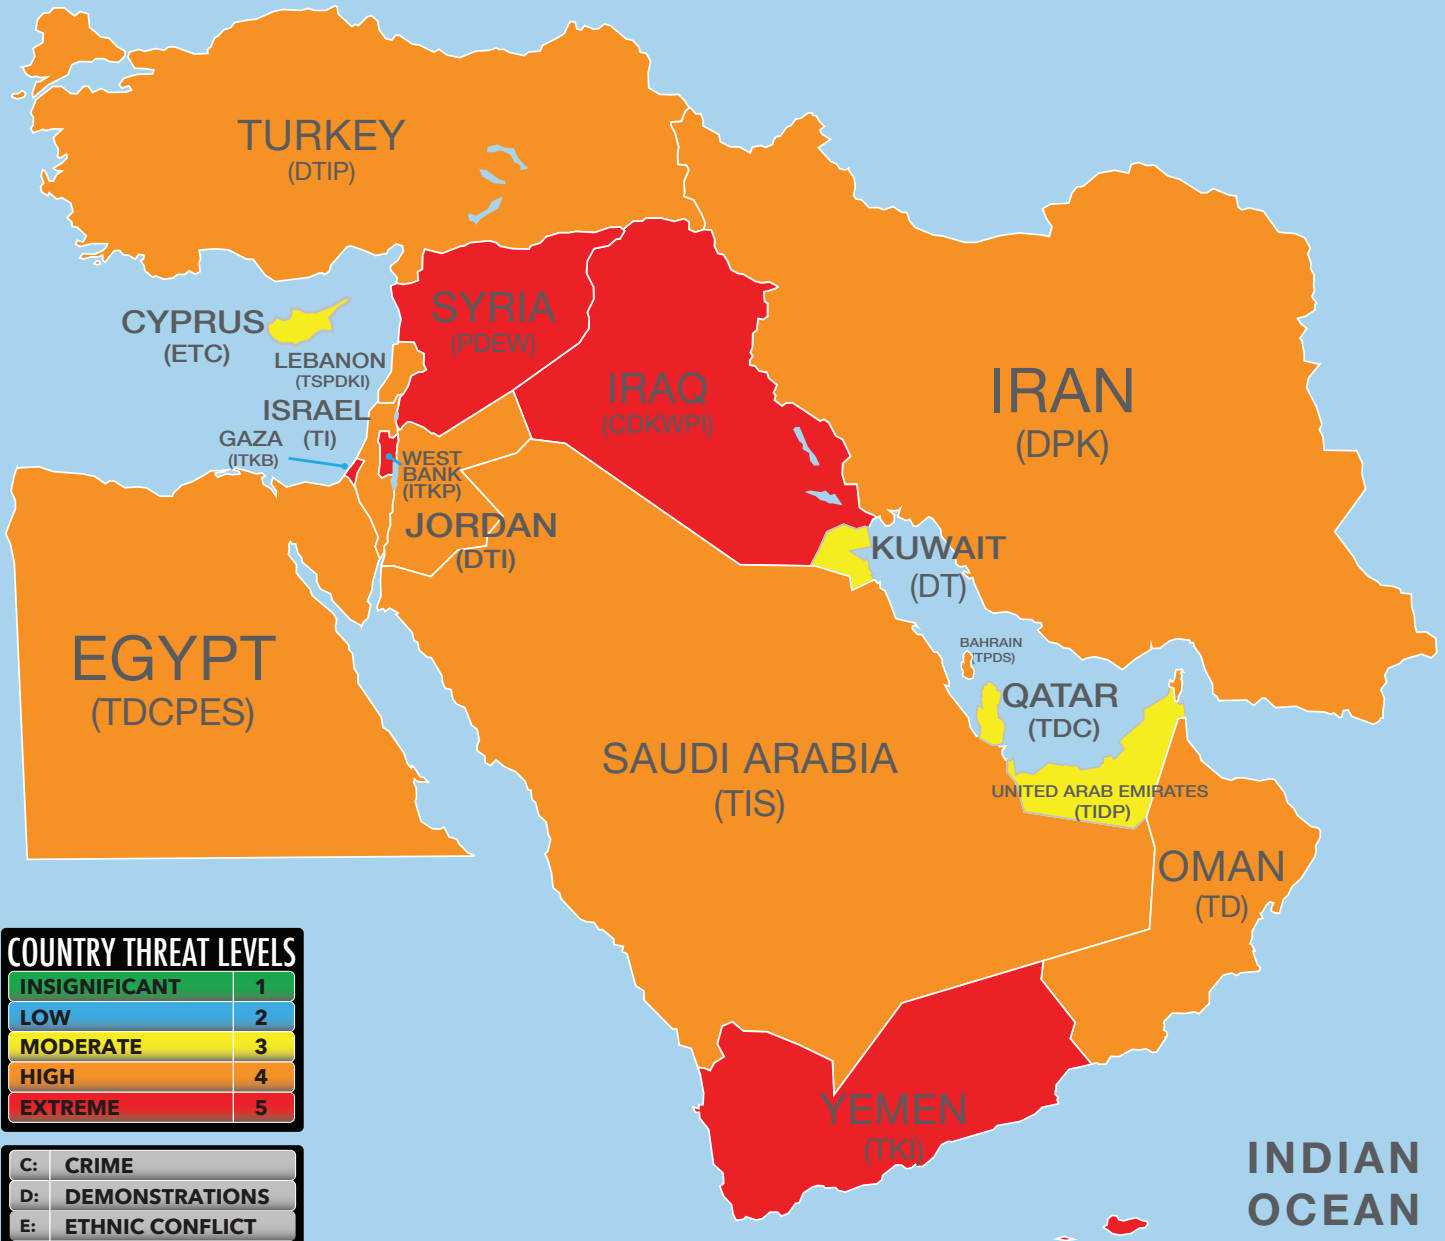 TURKEY
(DTIP)
SYRIA
(PDEW)
CYPRUS
(ETC)
LEBANON
(TSPDKI)
ISRAEL
(TI)
GAZA
(ITKB)
WEST
BANK
(ITKP)
IRAQ
(CDKWPI)
IRAN
(DPK)
JORDAN
(DTI)
KUWAIT
(DT)
EGYPT
(TDCPES)
BAHRAIN
(TPDS)
QATAR
(TDC)
SAUDI ARABIA
(TIS)
UNITED ARAB EMIRATES
(TIDP)
OMAN
(TD)
YEMEN
(TKI)
INDIAN
OCEAN
COUNTRY THREAT LEVELS
INSIGNIFICANT 1
LOW 2
MODERATE 3
HIGH 4
EXTREME 5
C: CRIME
D: DEMONSTRATIONS
E: ETHNIC CONFLICT